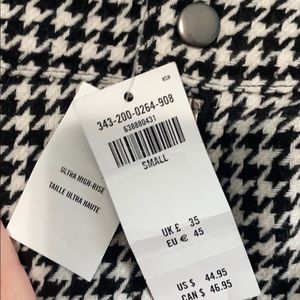 RSH
343-200-0264-908
638880431
SMALL
ULTRA HIGH-RISE
TAILLE ULTRA HAUTE
UK £ 35
EU € 45
US $ 44.95
CAN $ 46.95